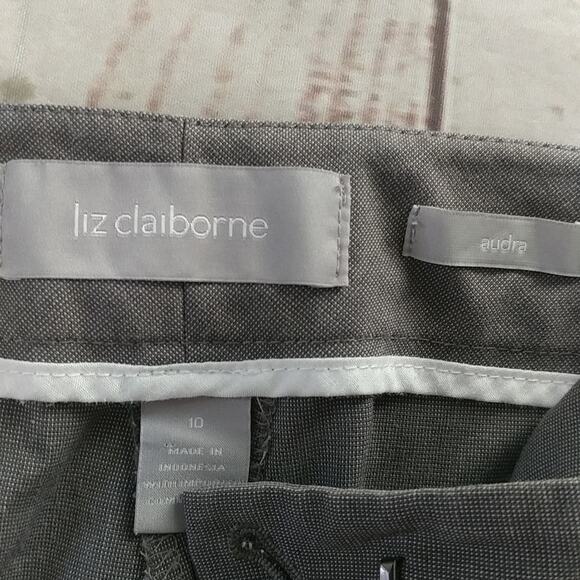 liz claiborne
audra
10
MADE IN
INDONESIA